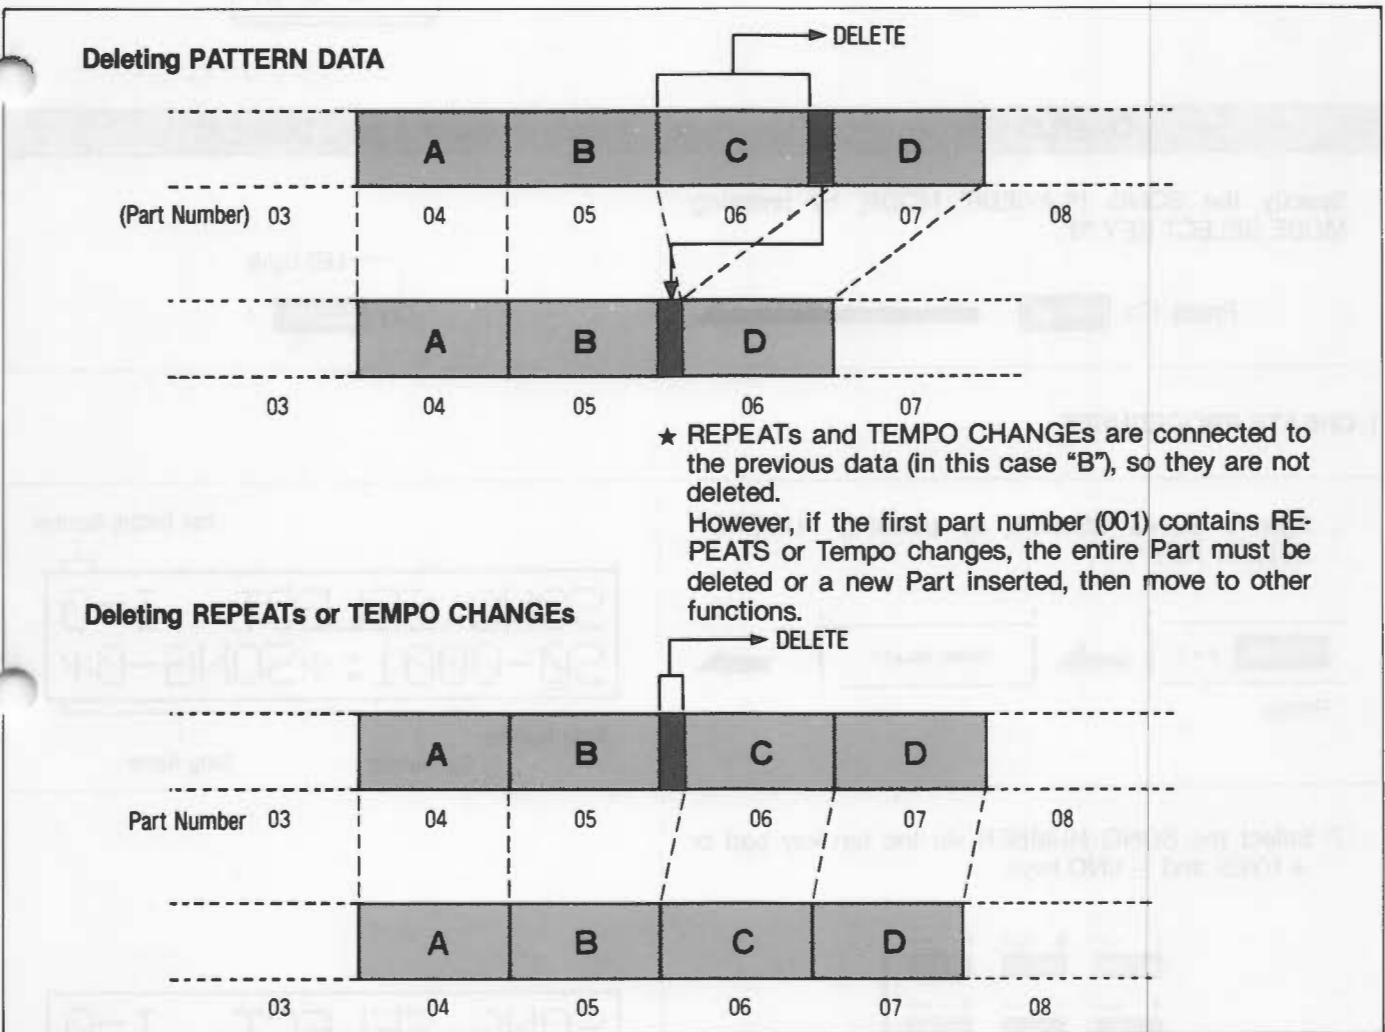 Deleting PATTERN DATA
DELETE
A B C D
(Part Number) 03 04 05 06 07 08
A B D
03 04 05 06 07
★ REPEATs and TEMPO CHANGEs are connected to
the previous data (in this case “B”), so they are not
deleted.
However, if the first part number (001) contains RE-
PEATS or Tempo changes, the entire Part must be
deleted or a new Part inserted, then move to other
functions.
Deleting REPEATs or TEMPO CHANGEs
DELETE
A B C D
Part Number 03 04 05 06 07 08
A B C D
03 04 05 06 07 08